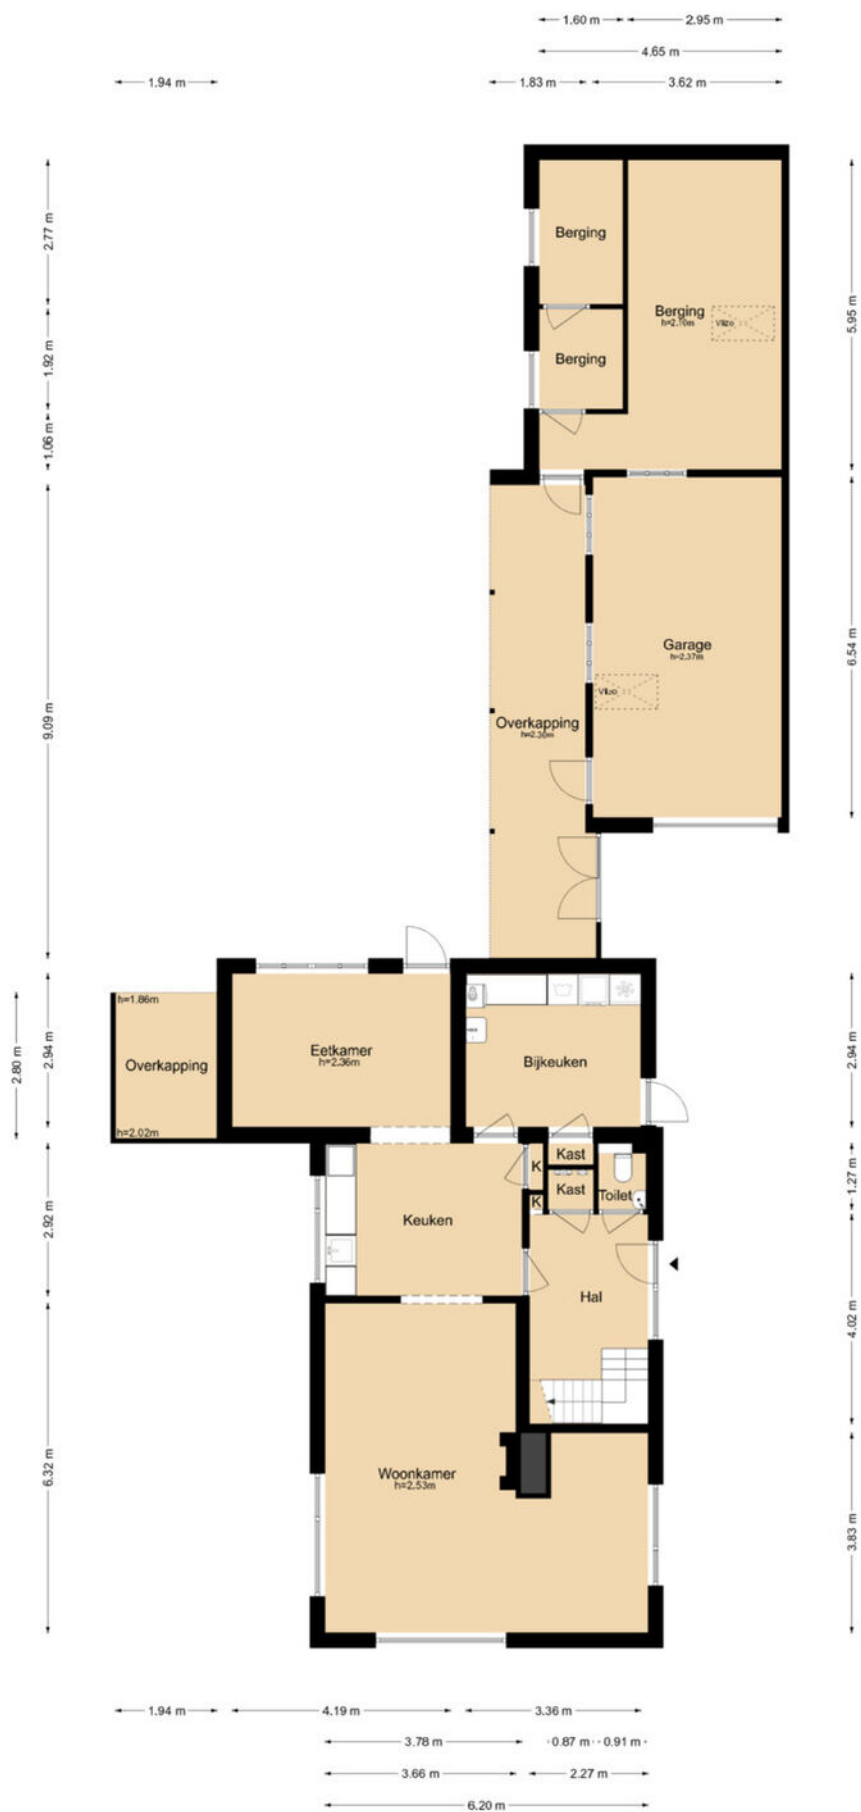 1.60 m 2.95 m
4.65 m
1.94 m 1.83 m 3.62 m
2.77 m
1.92 m
1.06 m
9.09 m
2.94 m
2.80 m
2.92 m
6.32 m
5.95 m
6.54 m
2.94 m
1.27 m
4.02 m
3.83 m
Berging
Berging
h=2.10m
Vlizo
Berging
Garage
h=2.37m
Vlizo
Overkapping
h=2.30m
h=1.86m
Overkapping
h=2.02m
Eetkamer
h=2.36m
Bijkeuken
Kast
K
Kast
K
Toilet
Keuken
Hal
Woonkamer
h=2.53m
1.94 m 4.19 m 3.36 m
3.78 m 0.87 m 0.91 m
3.66 m 2.27 m
6.20 m